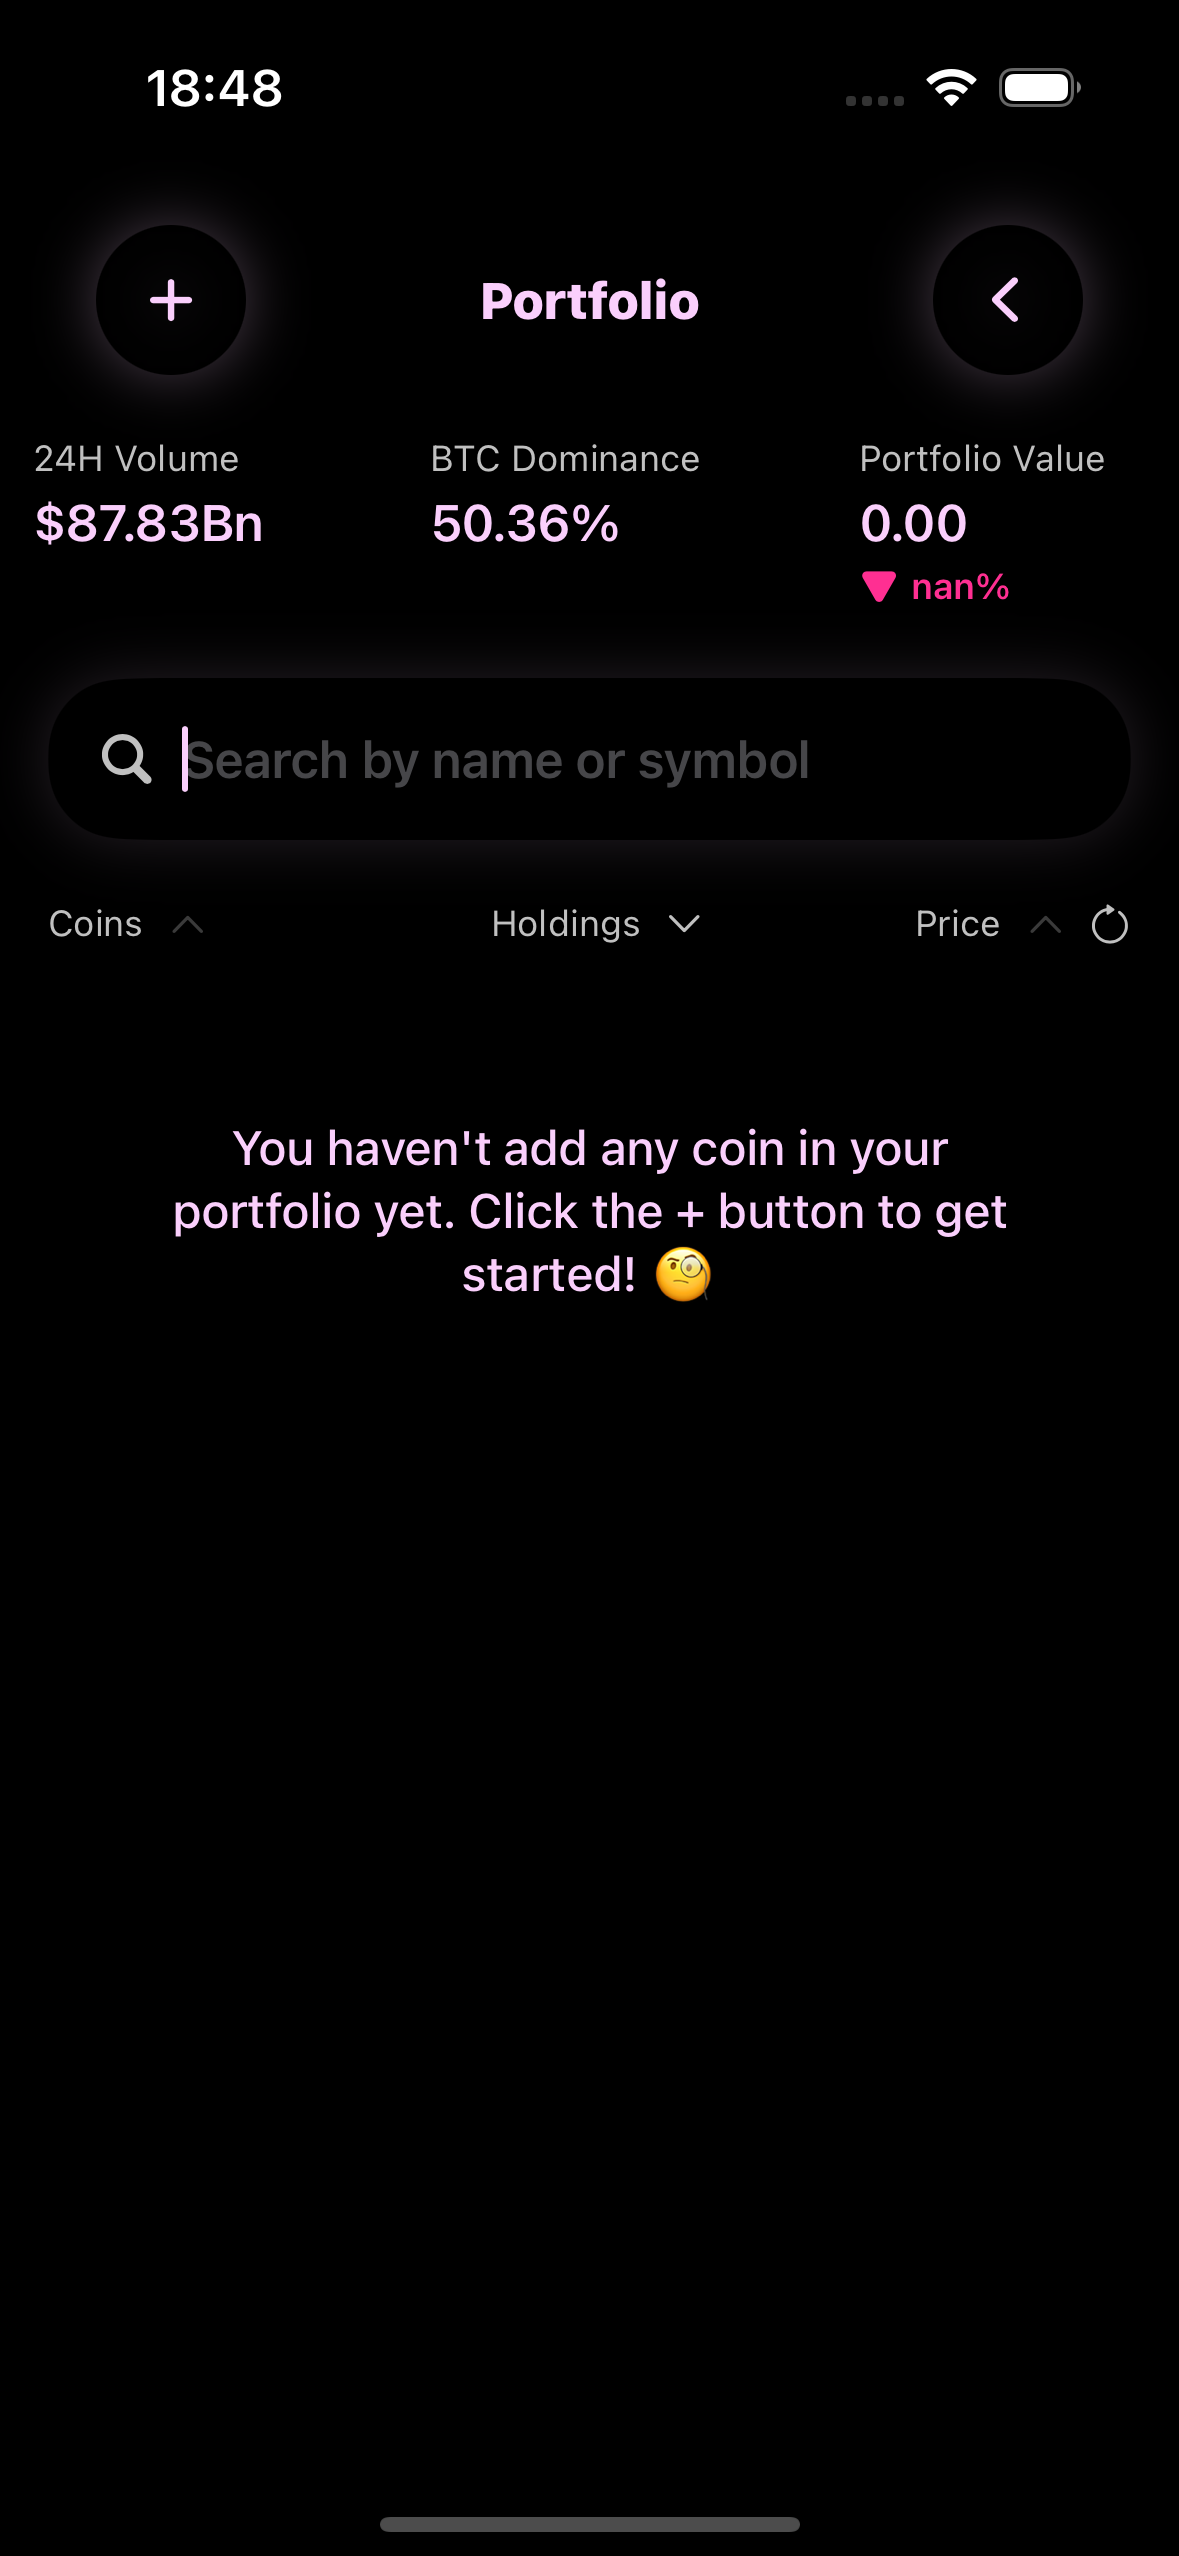 18:48
Portfolio
24H Volume BTC Dominance Portfolio Value
$87.83Bn 50.36% 0.00
nan%
Search by name or symbol
Coins Holdings Price
You haven't add any coin in your
portfolio yet. Click the + button to get
started! 🧐